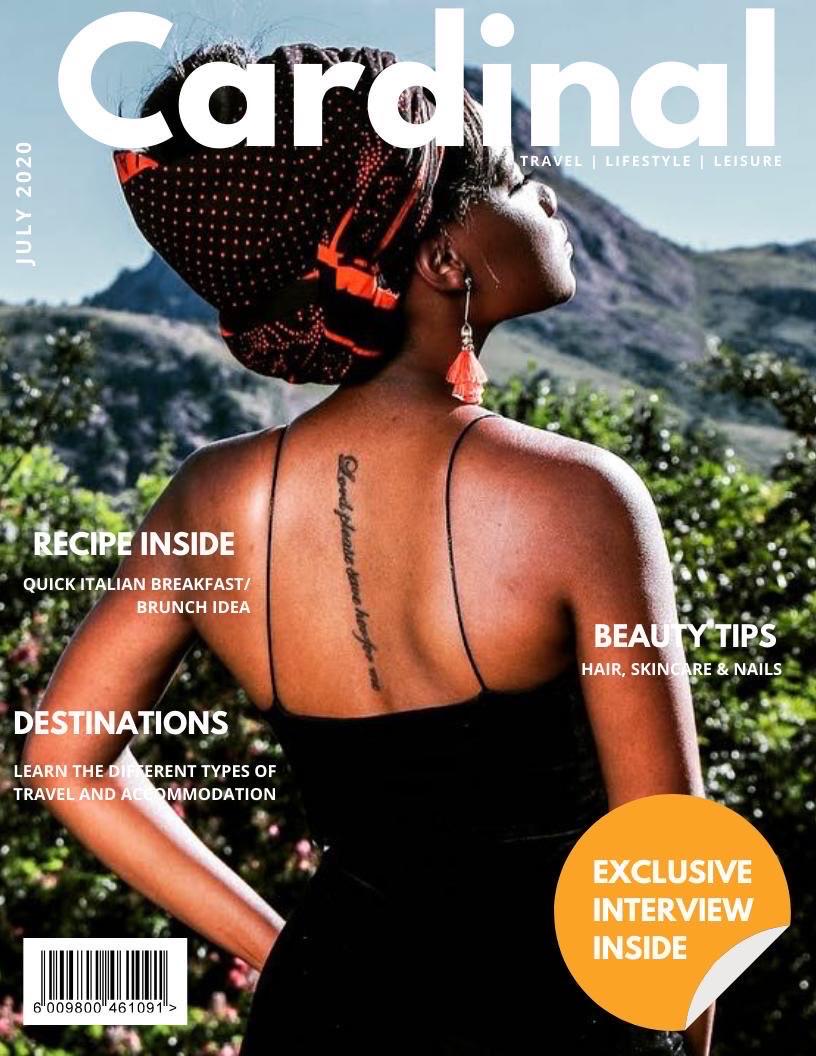 Cardinal
TRAVEL | LIFESTYLE | LEISURE
JULY 2020
Lord please save her for me
RECIPE INSIDE
QUICK ITALIAN BREAKFAST/
BRUNCH IDEA
BEAUTY TIPS
HAIR, SKINCARE & NAILS
DESTINATIONS
LEARN THE DIFFERENT TYPES OF
TRAVEL AND ACCOMMODATION
EXCLUSIVE
INTERVIEW
INSIDE
6 009800 461091 >